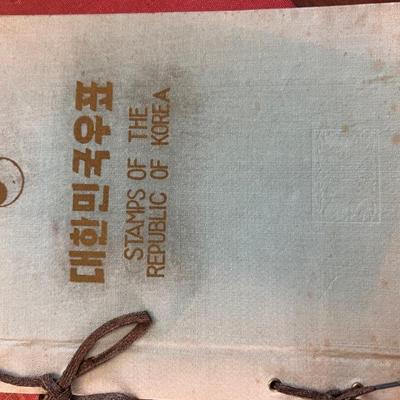 대한민국우표
STAMPS OF THE
REPUBLIC OF KOREA